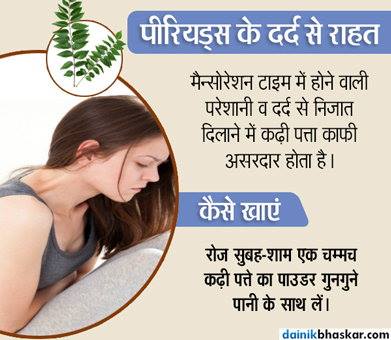 पीरियड्स के दर्द से राहत
मैन्सोरेशन टाइम में होने वाली
परेशानी व दर्द से निजात
दिलाने में कढ़ी पत्ता काफी
असरदार होता है।
कैसे खाएं
रोज सुबह-शाम एक चम्मच
कढ़ी पत्ते का पाउडर गुनगुने
पानी के साथ लें।
dainikbhaskar.com